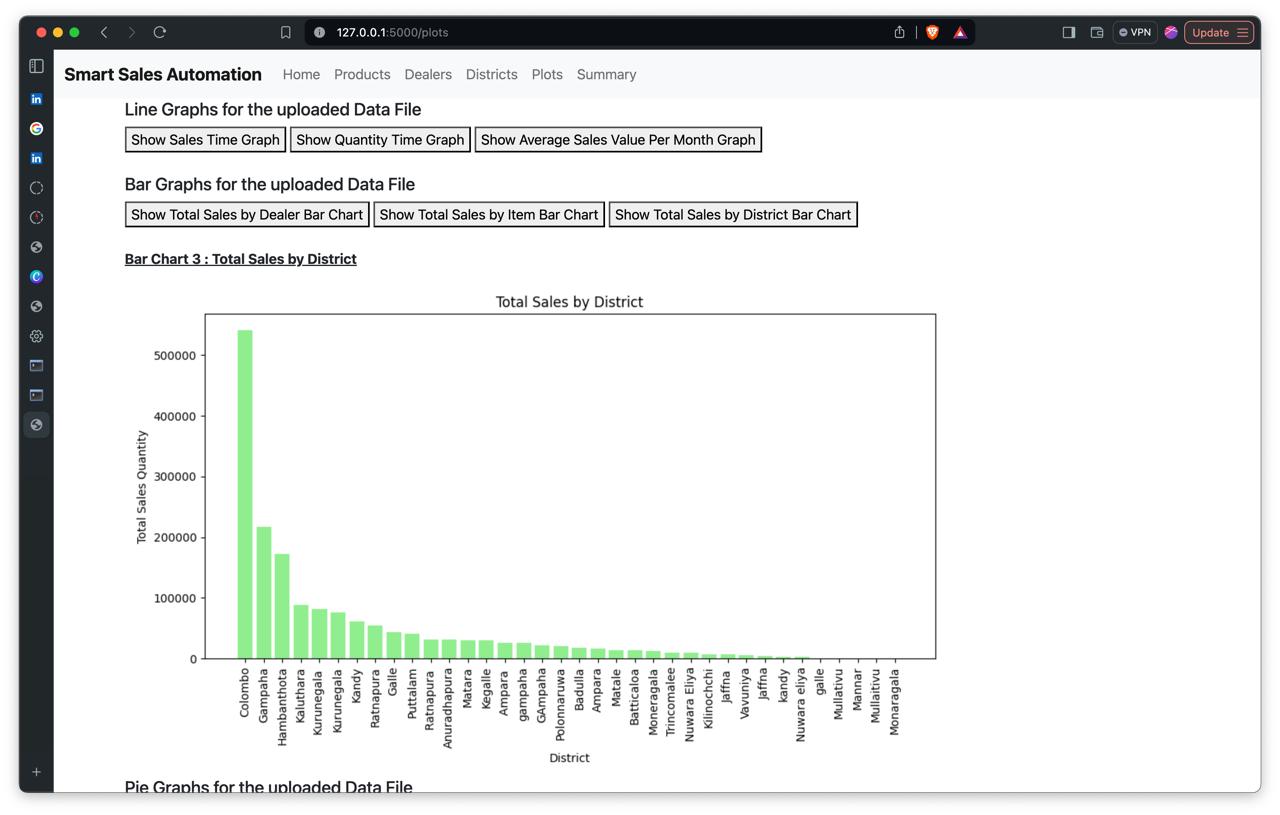 127.0.0.1:5000/plots
VPN
Update
Smart Sales Automation Home Products Dealers Districts Plots Summary
Line Graphs for the uploaded Data File
Show Sales Time Graph Show Quantity Time Graph Show Average Sales Value Per Month Graph
Bar Graphs for the uploaded Data File
Show Total Sales by Dealer Bar Chart Show Total Sales by Item Bar Chart Show Total Sales by District Bar Chart
Bar Chart 3 : Total Sales by District
Total Sales by District
Total Sales Quantity
500000
400000
300000
200000
100000
0
Colombo
Gampaha
Hambanthota
Kaluthara
Kurunegala
Kurunegala
Kandy
Ratnapura
Galle
Puttalam
Ratnapura
Anuradhapura
Matara
Kegalle
Ampara
gampaha
GAmpaha
Polonnaruwa
Badulla
Ampara
Matale
Batticaloa
Moneragala
Trincomalee
Nuwara Eliya
Kilinochchi
Jaffna
Vavuniya
Jaffna
kandy
Nuwara eliya
galle
Mullativu
Mannar
Mullaitivu
Monaragala
District
Pie Graphs for the uploaded Data File